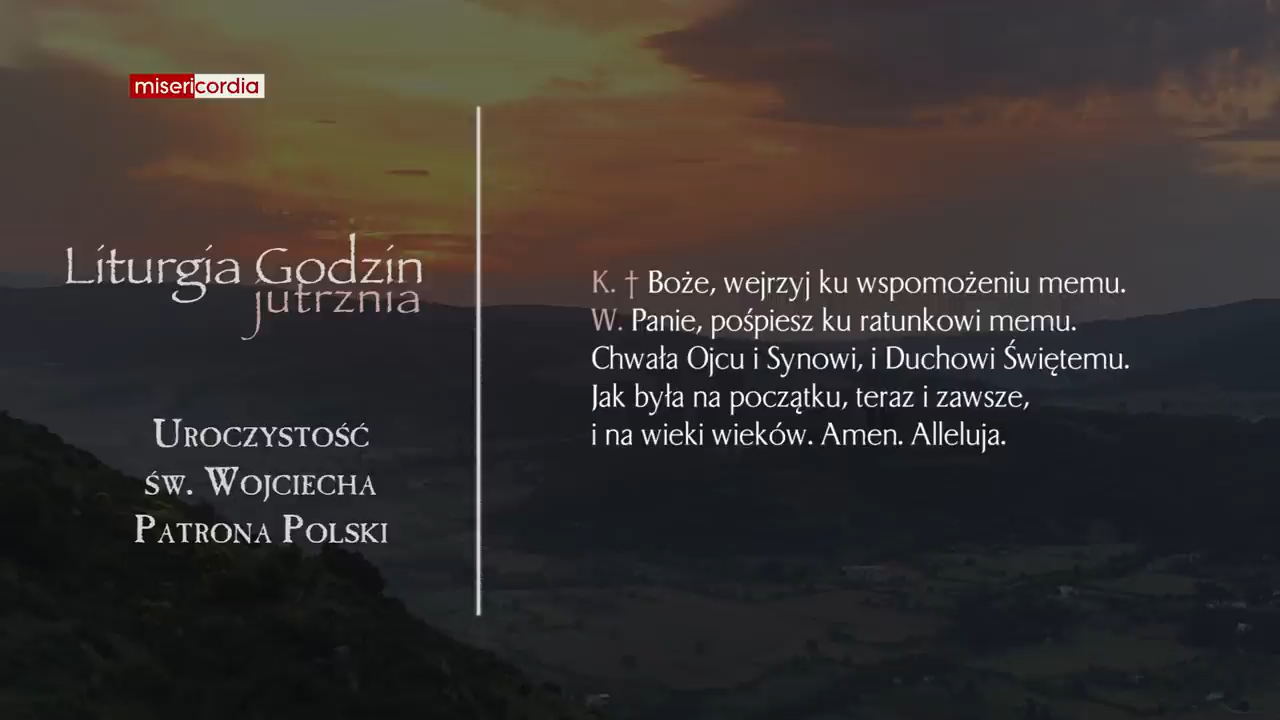 misericordia
Liturgia Godzin
jutrznia
Uroczystość
św. Wojciecha
Patrona Polski
K. † Boże, wejrzyj ku wspomożeniu memu.
W. Panie, pośpiesz ku ratunkowi memu.
Chwała Ojcu i Synowi, i Duchowi Świętemu.
Jak była na początku, teraz i zawsze,
i na wieki wieków. Amen. Alleluja.